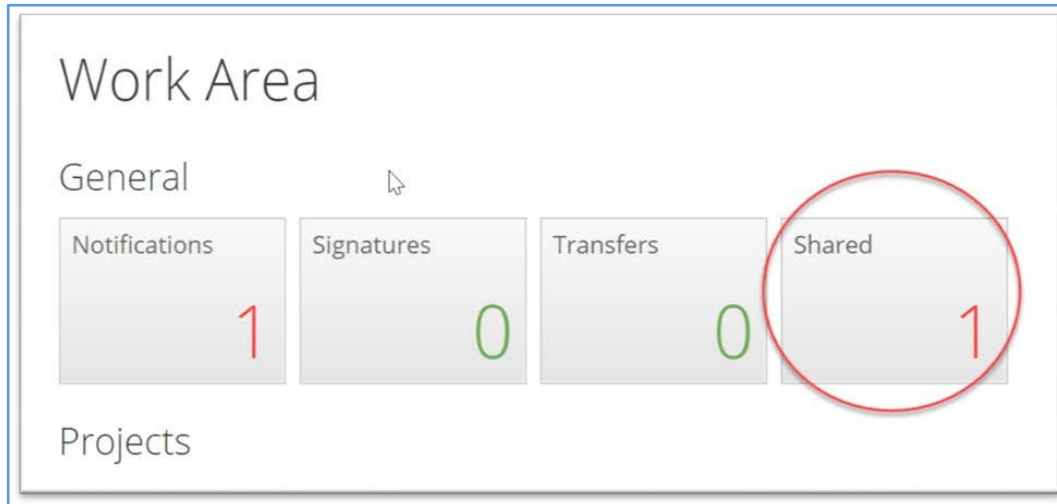 Work Area
General
Notifications Signatures Transfers Shared
1 0 0 1
Projects